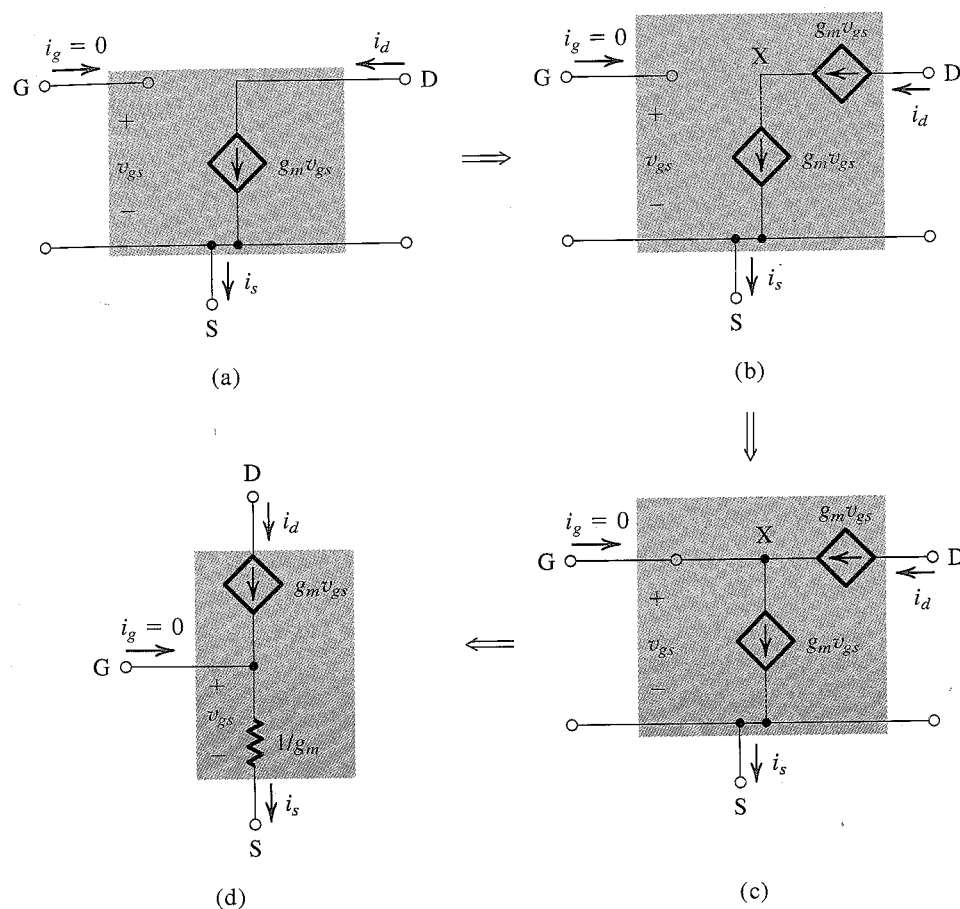 i_g = 0
i_d
G
D
+
v_gs
g_m v_gs
−
i_s
S
(a)
i_g = 0
g_m v_gs
X
G
D
i_d
+
v_gs
g_m v_gs
−
i_s
S
(b)
D
i_d
g_m v_gs
i_g = 0
G
+
v_gs
−
1/g_m
i_s
S
(d)
i_g = 0
g_m v_gs
X
G
D
i_d
+
v_gs
g_m v_gs
−
i_s
S
(c)